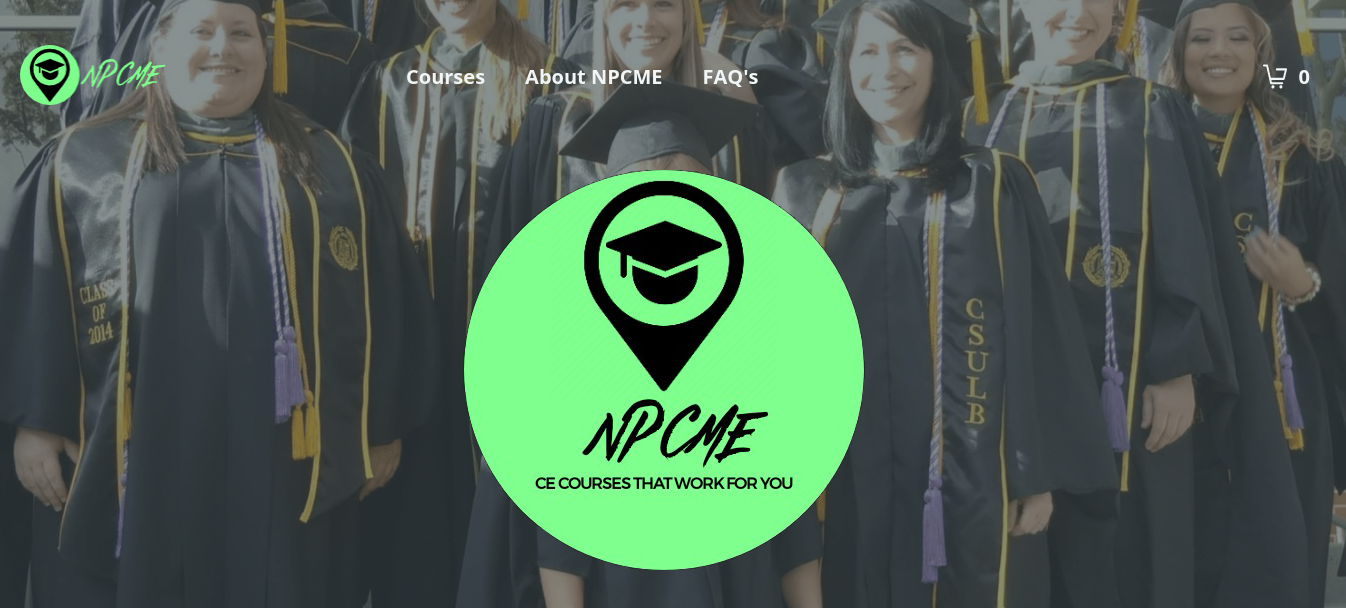 NPCME
Courses
About NPCME
FAQ's
0
CLASS
OF
2014
C
S
CSULB
NPCME
CE COURSES THAT WORK FOR YOU